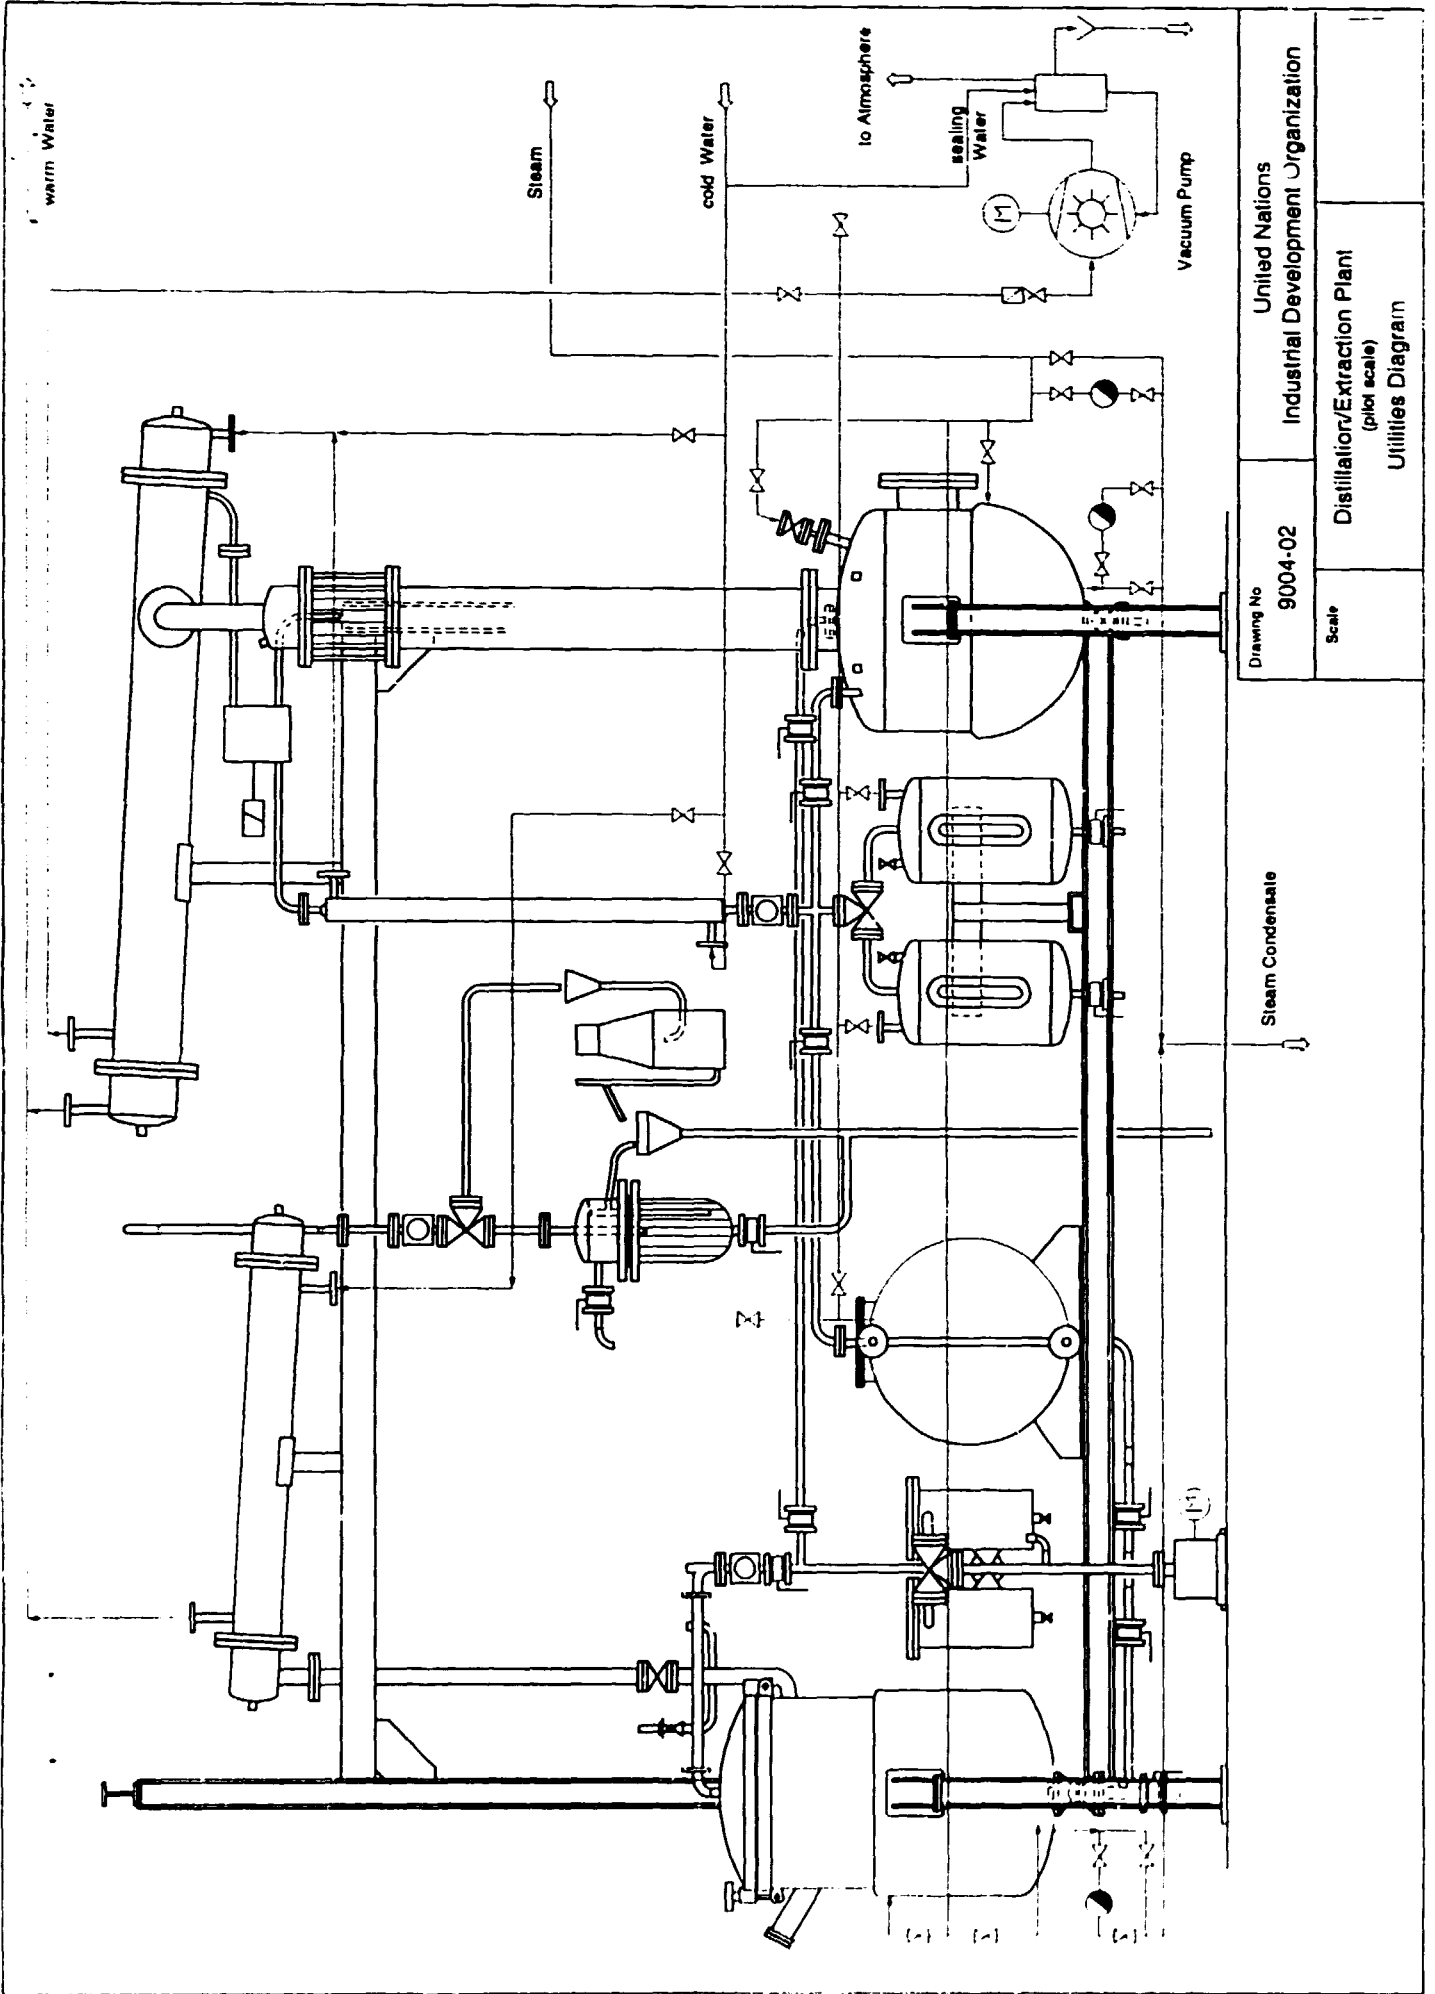 warm Water
Steam
cold Water
to Atmosphere
sealing
Water
M
Vacuum Pump
Steam Condensate
M
Drawing No
9004-02
United Nations
Industrial Development Organization
Scale
Distillation/Extraction Plant
(pilot scale)
Utilities Diagram